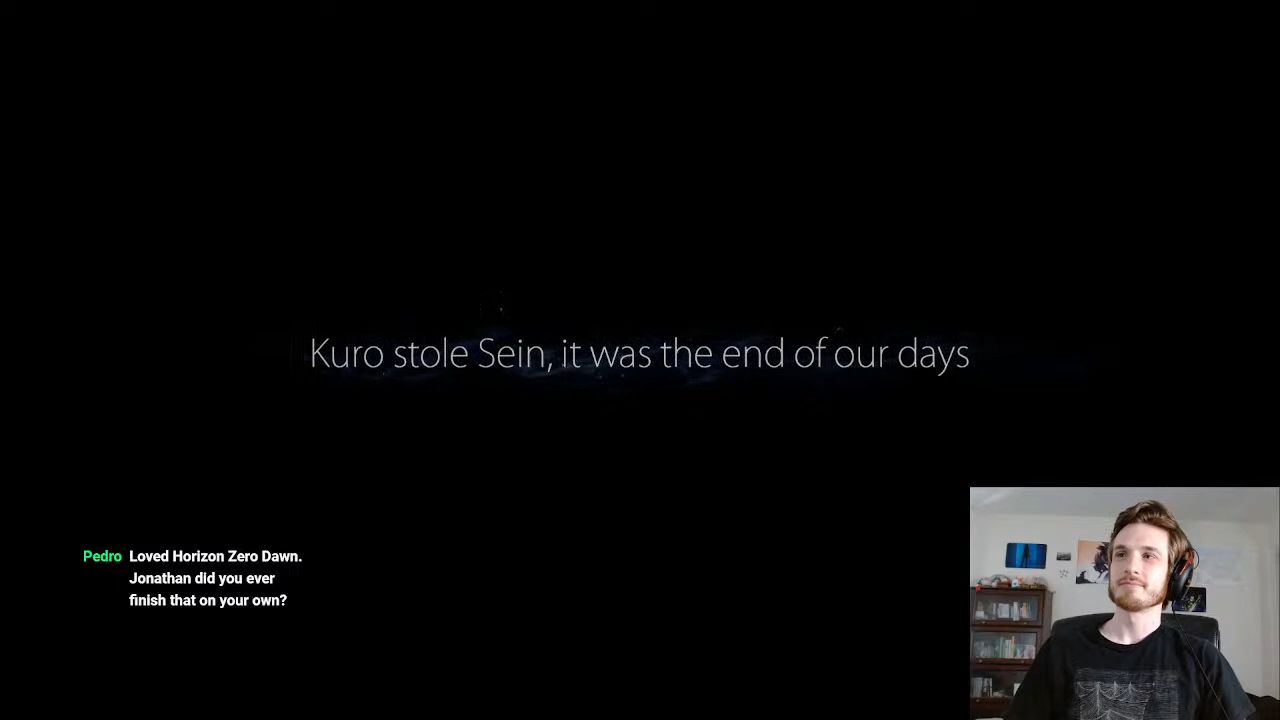 Kuro stole Sein, it was the end of our days
Pedro Loved Horizon Zero Dawn.
Jonathan did you ever
finish that on your own?